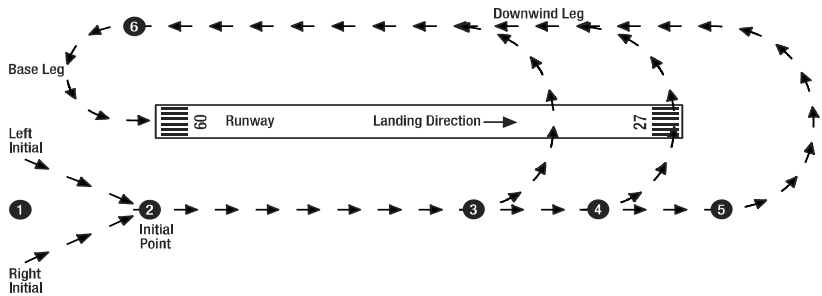 Downwind Leg
6
Base Leg
09
Runway
Landing Direction
27
Left
Initial
1
2
3
4
5
Initial
Point
Right
Initial